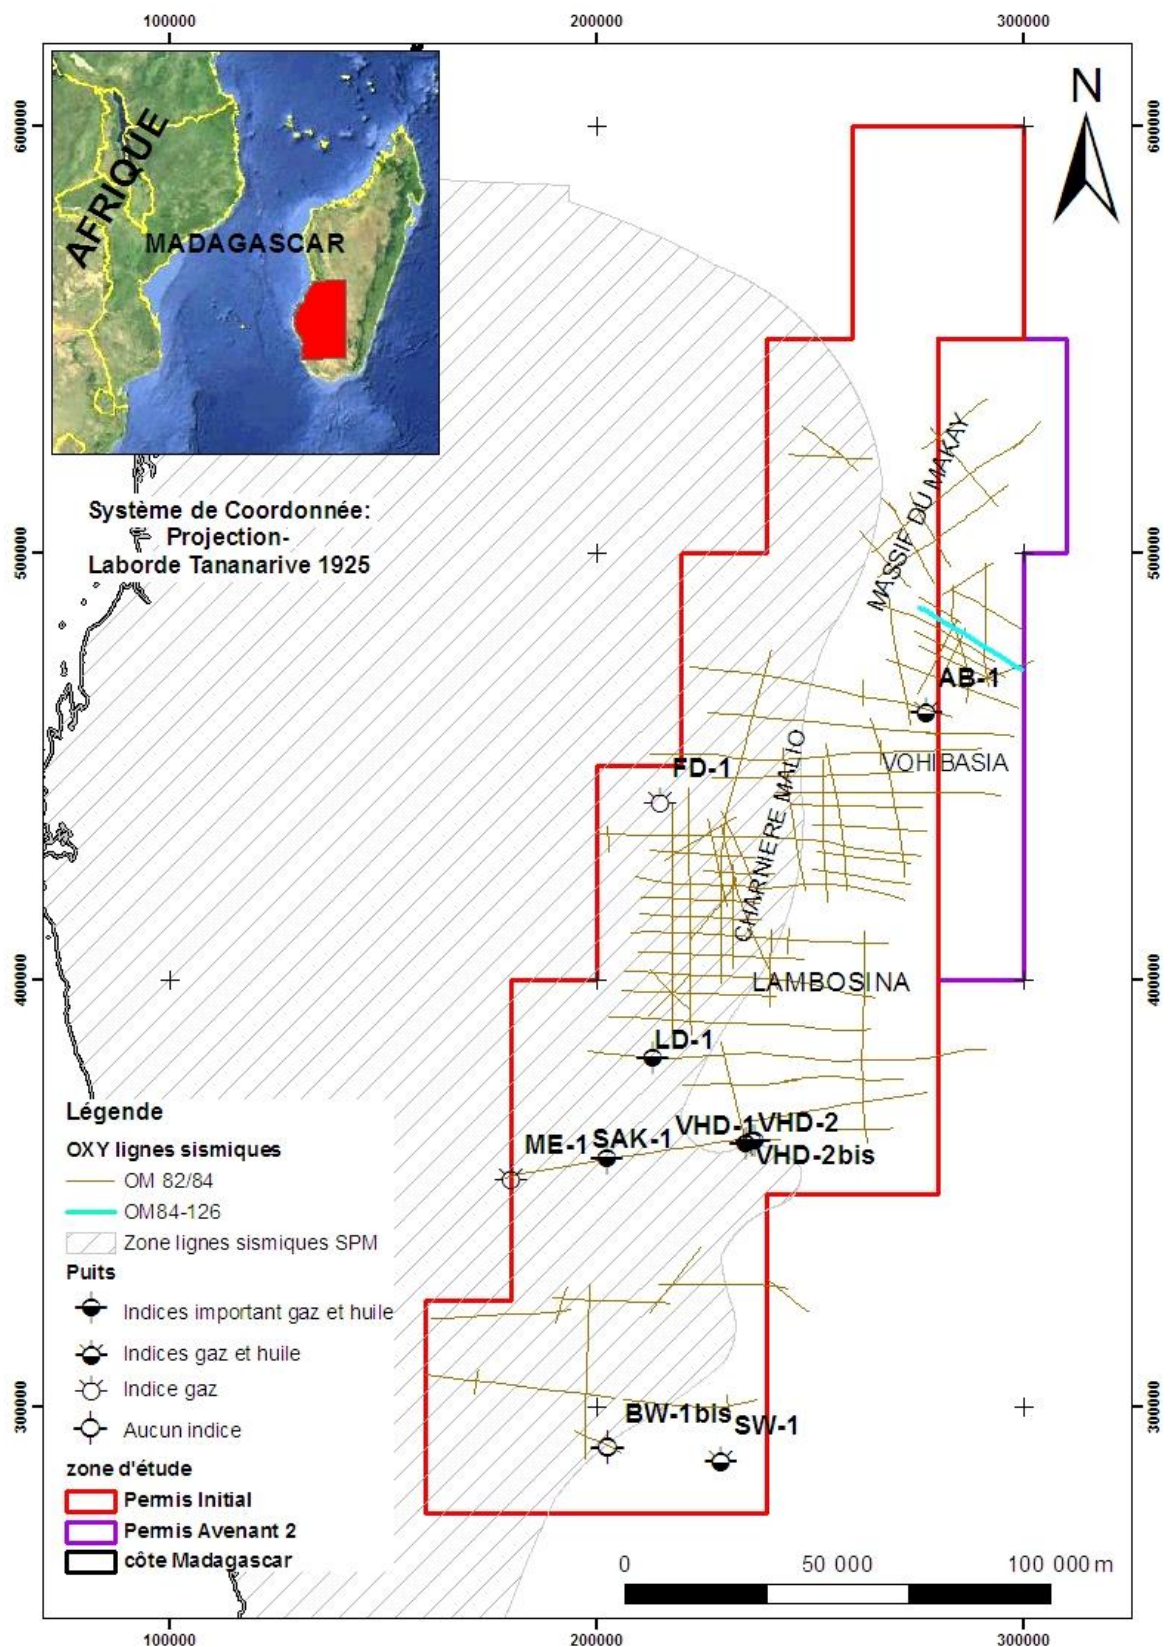 100000
200000
300000
600000
600000
N
AFRIQUE
MADAGASCAR
Système de Coordonnée:
Projection-
Laborde Tananarive 1925
500000
500000
MASSIF DU MAKAY
AB-1
VOHIBASIA
FD-1
CHARNIERE MALIO
400000
400000
LAMBOSINA
LD-1
VHD-1
VHD-2
ME-1
SAK-1
VHD-2bis
Légende
OXY lignes sismiques
OM 82/84
OM84-126
Zone lignes sismiques SPM
Puits
Indices important gaz et huile
Indices gaz et huile
Indice gaz
Aucun indice
300000
300000
BW-1bis
SW-1
zone d'étude
Permis Initial
Permis Avenant 2
côte Madagascar
0
50 000
100 000 m
100000
200000
300000